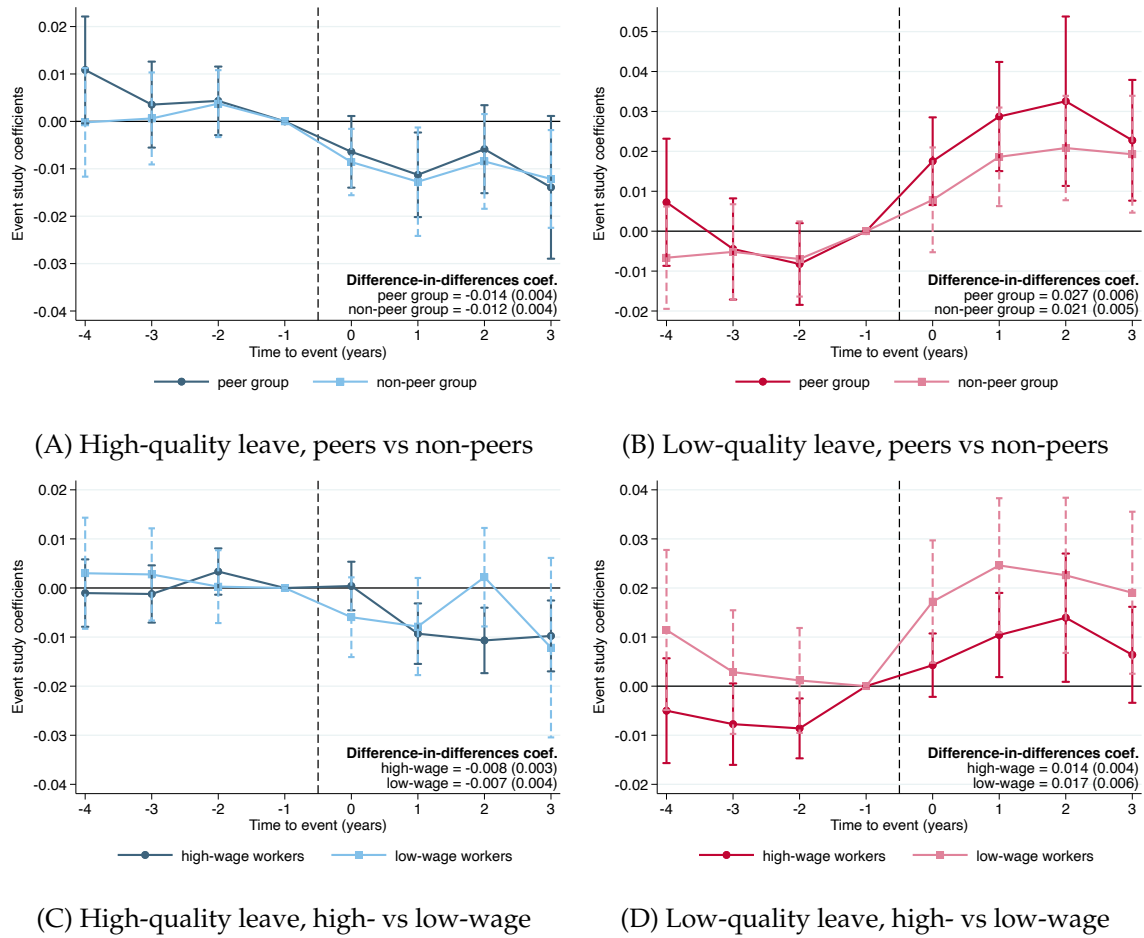 0.02
0.01
0.00
-0.01
-0.02
-0.03
-0.04
Event study coefficients
Difference-in-differences coef.
peer group = -0.014 (0.004)
non-peer group = -0.012 (0.004)
-4 -3 -2 -1 0 1 2 3
Time to event (years)
peer group non-peer group
(A) High-quality leave, peers vs non-peers
0.05
0.04
0.03
0.02
0.01
0.00
-0.01
-0.02
Event study coefficients
Difference-in-differences coef.
peer group = 0.027 (0.006)
non-peer group = 0.021 (0.005)
-4 -3 -2 -1 0 1 2 3
Time to event (years)
peer group non-peer group
(B) Low-quality leave, peers vs non-peers
0.02
0.01
0.00
-0.01
-0.02
-0.03
-0.04
Event study coefficients
Difference-in-differences coef.
high-wage = -0.008 (0.003)
low-wage = -0.007 (0.004)
-4 -3 -2 -1 0 1 2 3
Time to event (years)
high-wage workers low-wage workers
(C) High-quality leave, high- vs low-wage
0.04
0.03
0.02
0.01
0.00
-0.01
-0.02
Event study coefficients
Difference-in-differences coef.
high-wage = 0.014 (0.004)
low-wage = 0.017 (0.006)
-4 -3 -2 -1 0 1 2 3
Time to event (years)
high-wage workers low-wage workers
(D) Low-quality leave, high- vs low-wage